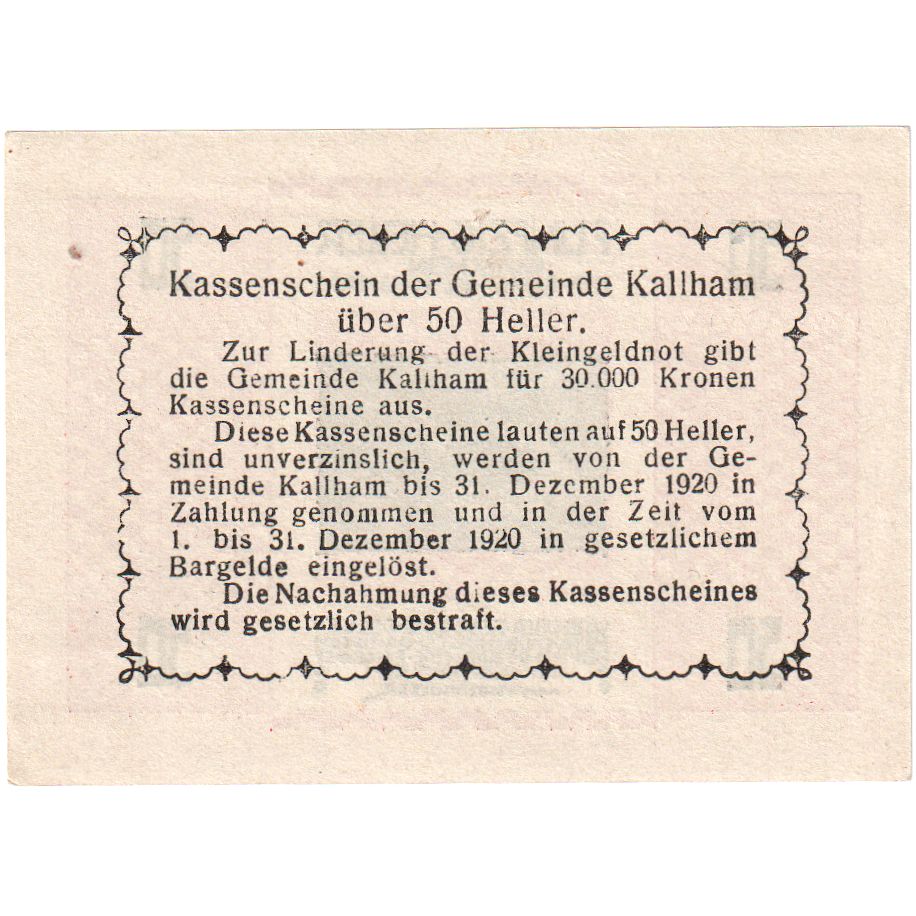 Kassenschein der Gemeinde Kallham
über 50 Heller.
Zur Linderung der Kleingeldnot gibt
die Gemeinde Kallham für 30.000 Kronen
Kassenscheine aus.
Diese Kassenscheine lauten auf 50 Heller,
sind unverzinslich, werden von der Ge-
meinde Kallham bis 31. Dezember 1920 in
Zahlung genommen und in der Zeit vom
1. bis 31. Dezember 1920 in gesetzlichem
Bargelde eingelöst.
Die Nachahmung dieses Kassenscheines
wird gesetzlich bestraft.